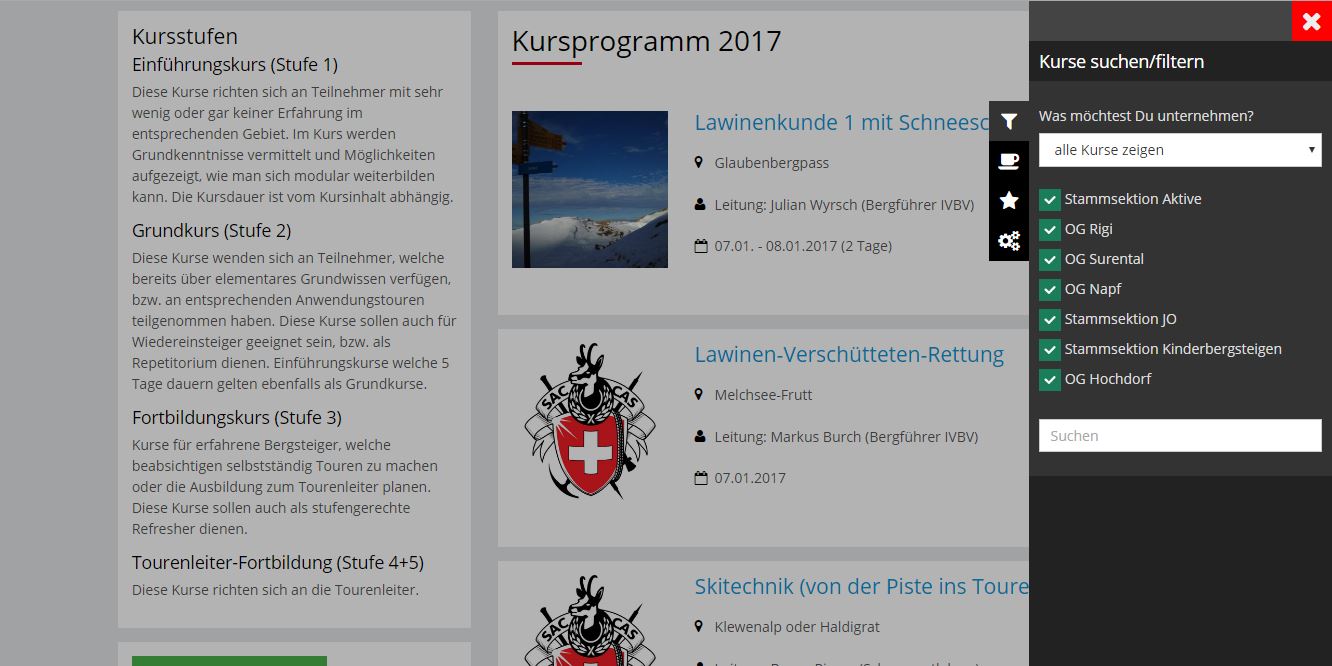 Kursstufen
Einführungskurs (Stufe 1)
Diese Kurse richten sich an Teilnehmer mit sehr
wenig oder gar keiner Erfahrung im
entsprechenden Gebiet. Im Kurs werden
Grundkenntnisse vermittelt und Möglichkeiten
aufgezeigt, wie man sich modular weiterbilden
kann. Die Kursdauer ist vom Kursinhalt abhängig.
Grundkurs (Stufe 2)
Diese Kurse wenden sich an Teilnehmer, welche
bereits über elementares Grundwissen verfügen,
bzw. an entsprechenden Anwendungstouren
teilgenommen haben. Diese Kurse sollen auch für
Wiedereinsteiger geeignet sein, bzw. als
Repetitorium dienen. Einführungskurse welche 5
Tage dauern gelten ebenfalls als Grundkurse.
Fortbildungskurs (Stufe 3)
Kurse für erfahrene Bergsteiger, welche
beabsichtigen selbstständig Touren zu machen
oder die Ausbildung zum Tourenleiter planen.
Diese Kurse sollen auch als stufengerechte
Refresher dienen.
Tourenleiter-Fortbildung (Stufe 4+5)
Diese Kurse richten sich an die Tourenleiter.
Kursprogramm 2017
Lawinenkunde 1 mit Schneesc
Glaubenbergpass
Leitung: Julian Wyrsch (Bergführer IVBV)
07.01. - 08.01.2017 (2 Tage)
SAC CAS
Lawinen-Verschütteten-Rettung
Melchsee-Frutt
Leitung: Markus Burch (Bergführer IVBV)
07.01.2017
SAC CAS
Skitechnik (von der Piste ins Toure
Klewenalp oder Haldigrat
Kurse suchen/filtern
Was möchtest Du unternehmen?
alle Kurse zeigen
Stammsektion Aktive
OG Rigi
OG Surental
OG Napf
Stammsektion JO
Stammsektion Kinderbergsteigen
OG Hochdorf
Suchen